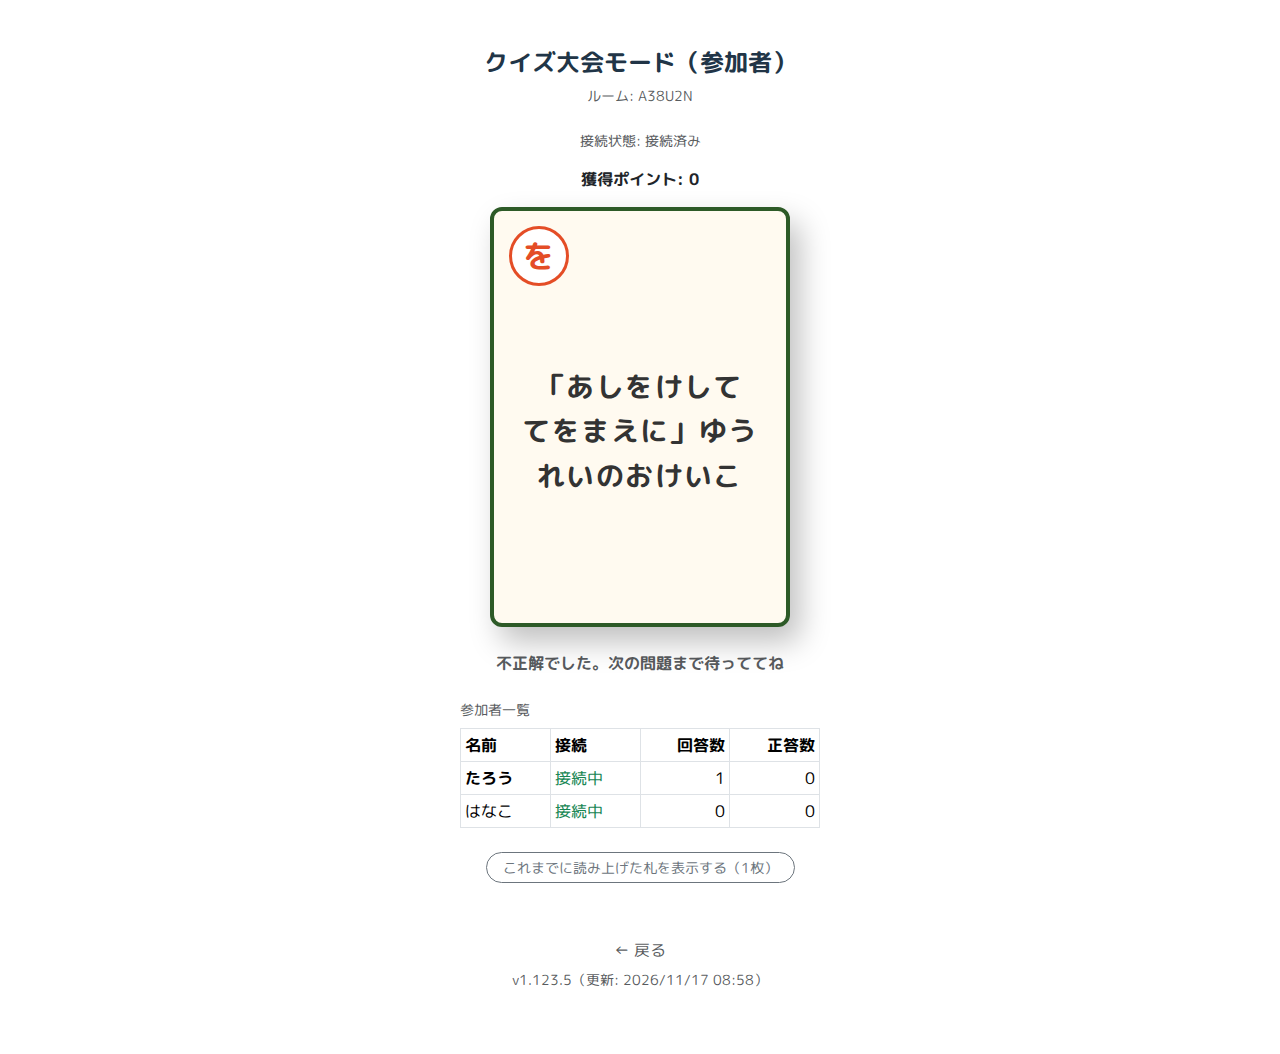 クイズ大会モード（参加者）
ルーム: A38U2N
接続状態: 接続済み
獲得ポイント: 0
を
「あしをけして
てをまえに」ゆう
れいのおけいこ
不正解でした。次の問題まで待っててね
参加者一覧
名前 接続 回答数 正答数
たろう 接続中 1 0
はなこ 接続中 0 0
これまでに読み上げた札を表示する（1枚）
← 戻る
v1.123.5（更新: 2026/11/17 08:58）